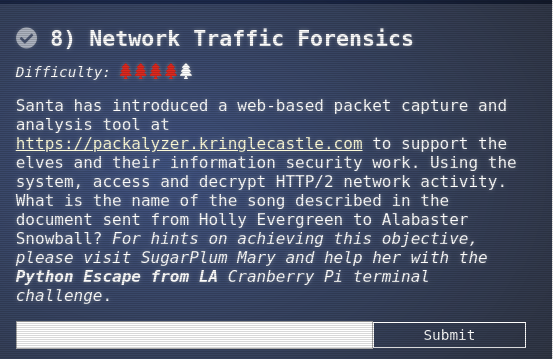 8) Network Traffic Forensics
Difficulty:
Santa has introduced a web-based packet capture and
analysis tool at
https://packalyzer.kringlecastle.com to support the
elves and their information security work. Using the
system, access and decrypt HTTP/2 network activity.
What is the name of the song described in the
document sent from Holly Evergreen to Alabaster
Snowball? For hints on achieving this objective,
please visit SugarPlum Mary and help her with the
Python Escape from LA Cranberry Pi terminal
challenge.
Submit